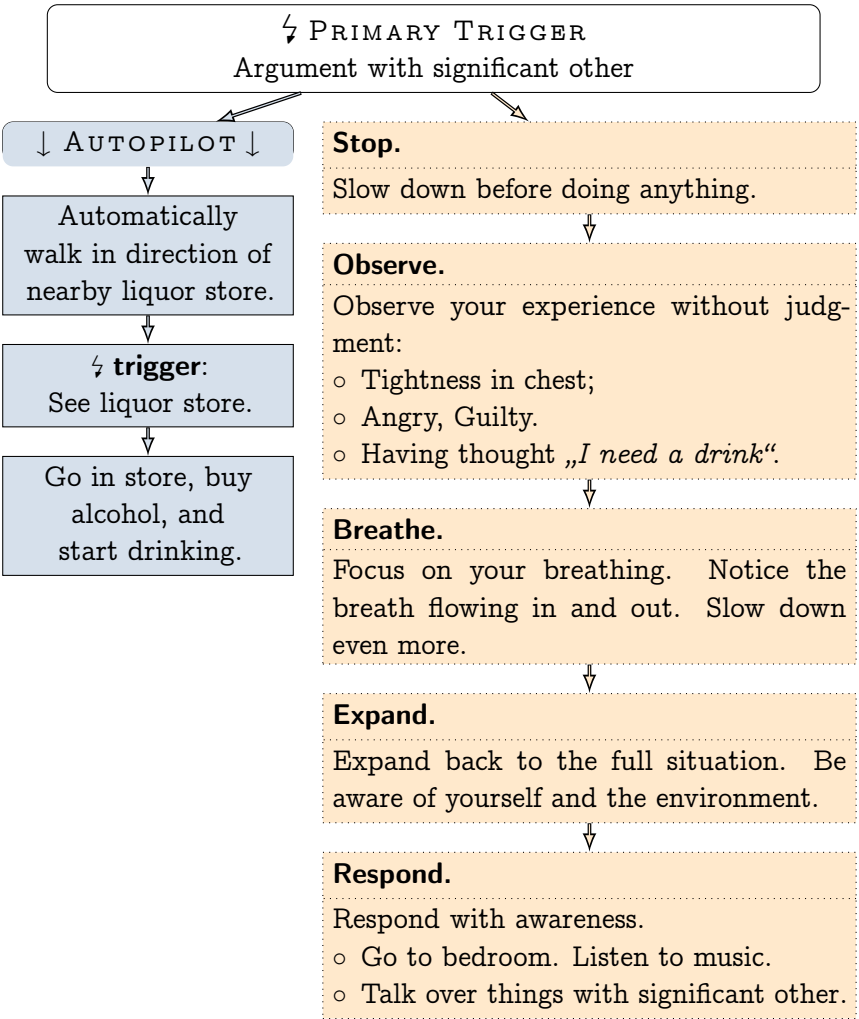 ↯ PRIMARY TRIGGER
Argument with significant other
↓ AUTOPILOT ↓
Automatically
walk in direction of
nearby liquor store.
↯ trigger:
See liquor store.
Go in store, buy
alcohol, and
start drinking.
Stop.
Slow down before doing anything.
Observe.
Observe your experience without judg-
ment:
○ Tightness in chest;
○ Angry, Guilty.
○ Having thought „I need a drink“.
Breathe.
Focus on your breathing. Notice the
breath flowing in and out. Slow down
even more.
Expand.
Expand back to the full situation. Be
aware of yourself and the environment.
Respond.
Respond with awareness.
○ Go to bedroom. Listen to music.
○ Talk over things with significant other.